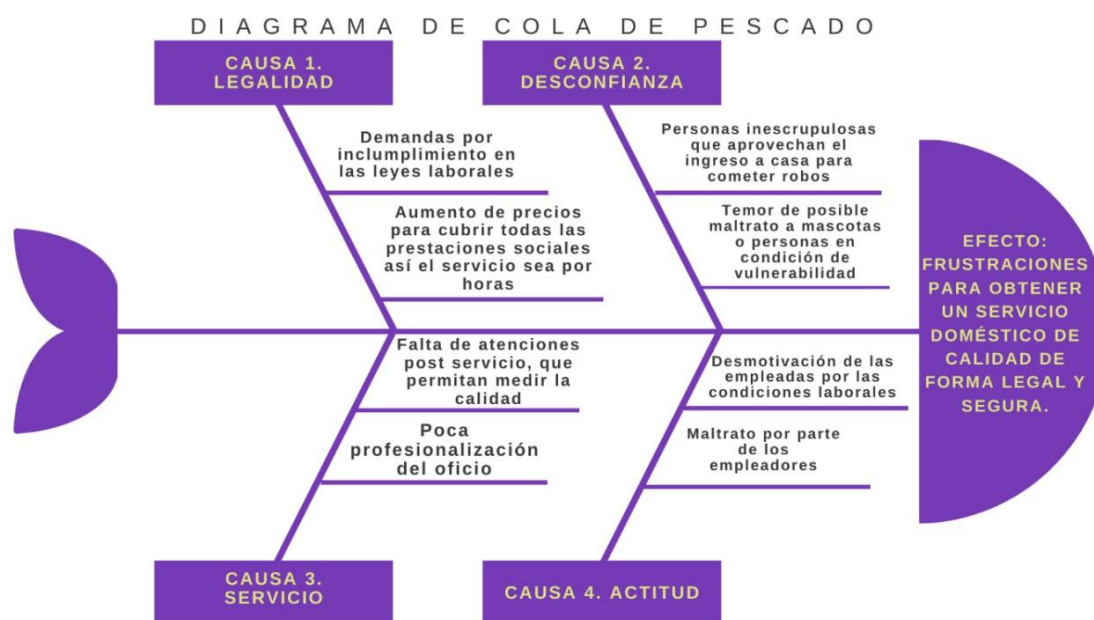 DIAGRAMA DE COLA DE PESCADO
CAUSA 1.
LEGALIDAD
Demandas por
inclumplimiento en
las leyes laborales
Aumento de precios
para cubrir todas las
prestaciones sociales
así el servicio sea por
horas
CAUSA 2.
DESCONFIANZA
Personas inescrupulosas
que aprovechan el
ingreso a casa para
cometer robos
Temor de posible
maltrato a mascotas
o personas en
condición de
vulnerabilidad
Falta de atenciones
post servicio, que
permitan medir la
calidad
Poca
profesionalización
del oficio
CAUSA 3.
SERVICIO
Desmotivación de las
empleadas por las
condiciones laborales
Maltrato por parte
de los
empleadores
CAUSA 4. ACTITUD
EFECTO:
FRUSTRACIONES
PARA OBTENER
UN SERVICIO
DOMÉSTICO DE
CALIDAD DE
FORMA LEGAL Y
SEGURA.